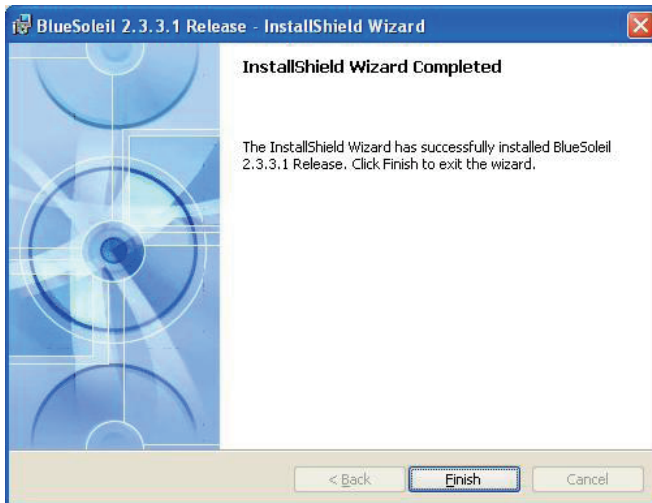 BlueSoleil 2.3.3.1 Release - InstallShield Wizard
InstallShield Wizard Completed
The InstallShield Wizard has successfully installed BlueSoleil
2.3.3.1 Release. Click Finish to exit the wizard.
< Back
Finish
Cancel